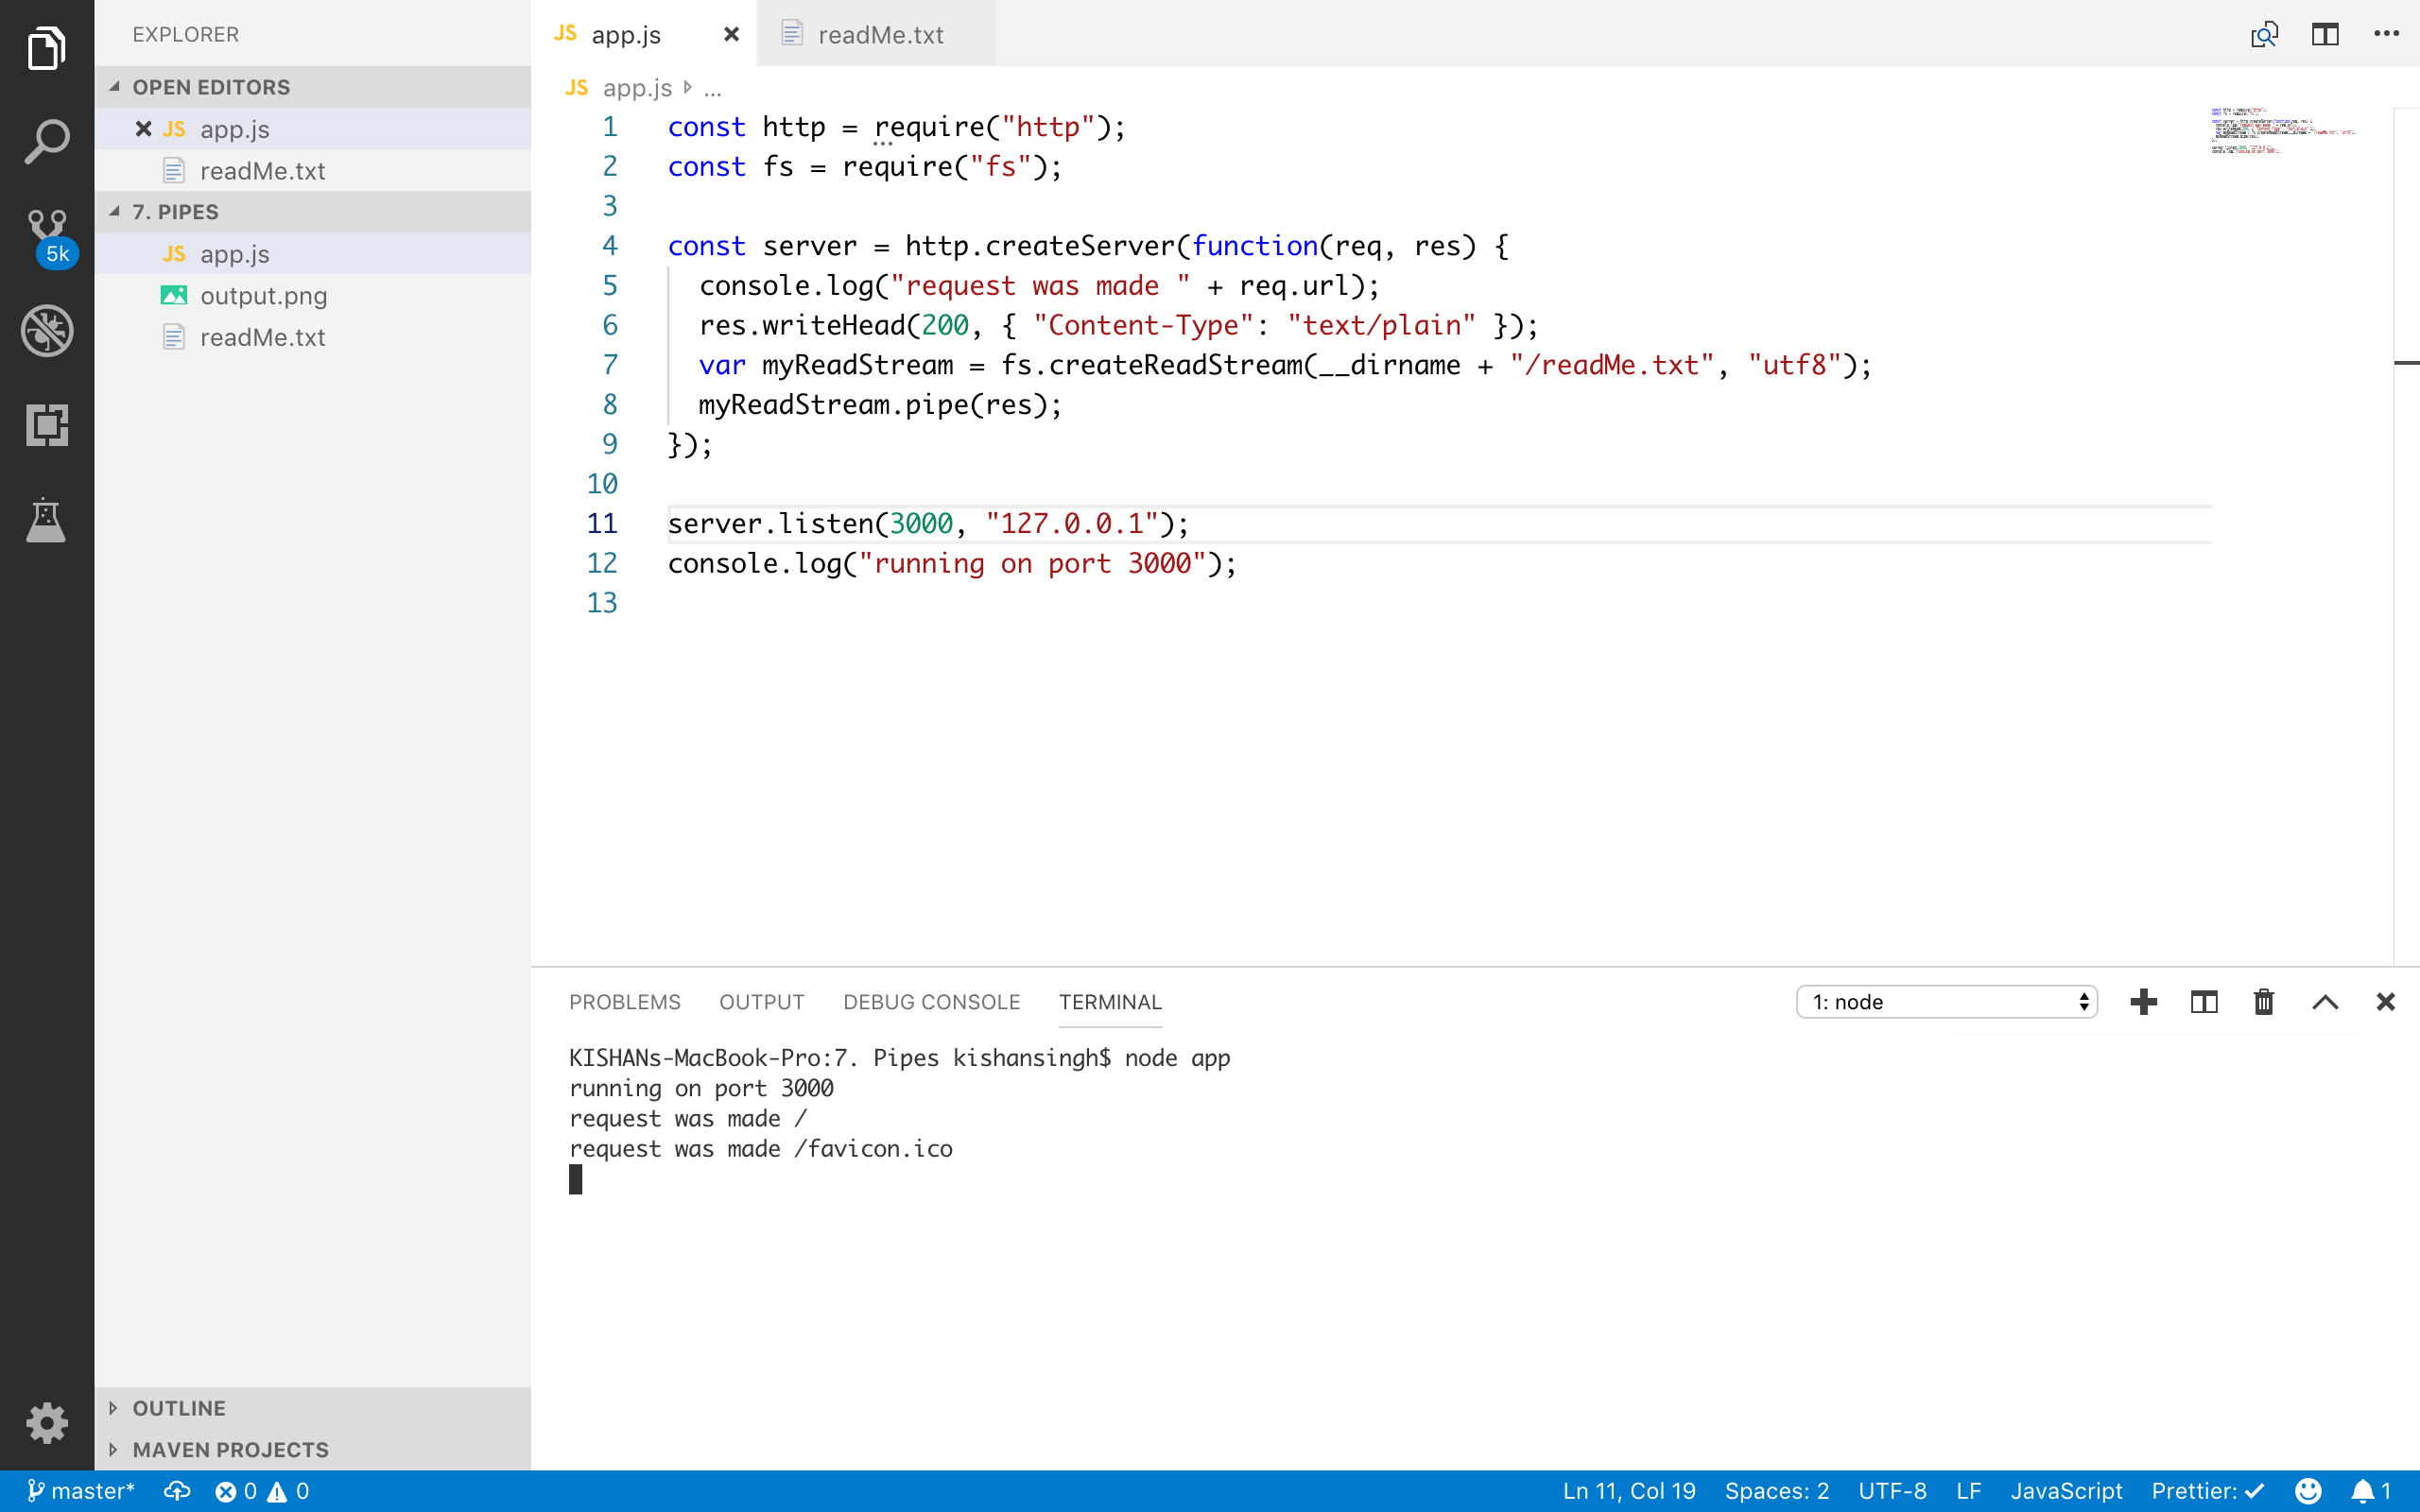 EXPLORER
OPEN EDITORS
JS app.js
readMe.txt
7. PIPES
JS app.js
output.png
readMe.txt
5k
OUTLINE
MAVEN PROJECTS
JS app.js
readMe.txt
JS app.js ...
1 const http = require("http");
2 const fs = require("fs");
3
4 const server = http.createServer(function(req, res) {
5 console.log("request was made " + req.url);
6 res.writeHead(200, { "Content-Type": "text/plain" });
7 var myReadStream = fs.createReadStream(__dirname + "/readMe.txt", "utf8");
8 myReadStream.pipe(res);
9 });
10
11 server.listen(3000, "127.0.0.1");
12 console.log("running on port 3000");
13
PROBLEMS OUTPUT DEBUG CONSOLE TERMINAL 1: node
KISHANs-MacBook-Pro:7. Pipes kishansingh$ node app
running on port 3000
request was made /
request was made /favicon.ico
master* 0 0 Ln 11, Col 19 Spaces: 2 UTF-8 LF JavaScript Prettier: ✓ 1